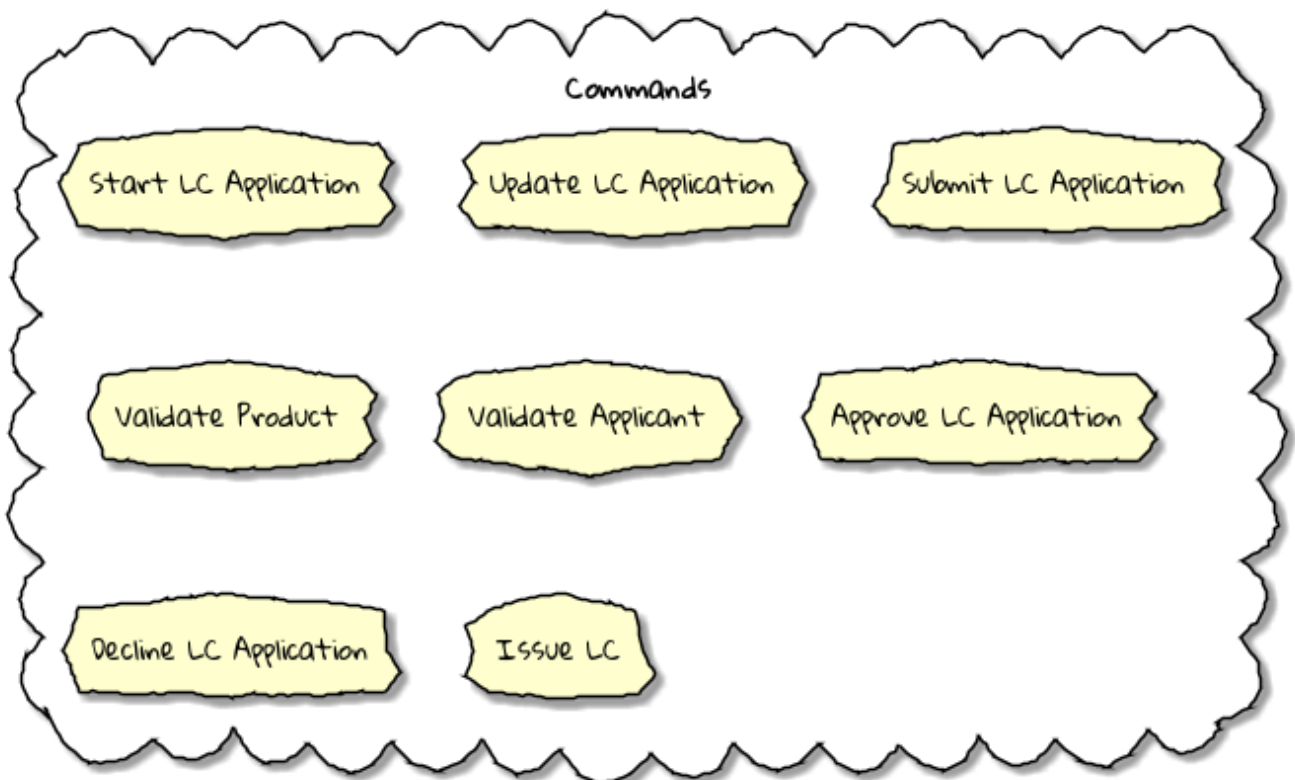 Commands
Start LC Application
Update LC Application
Submit LC Application
Validate Product
Validate Applicant
Approve LC Application
Decline LC Application
Issue LC